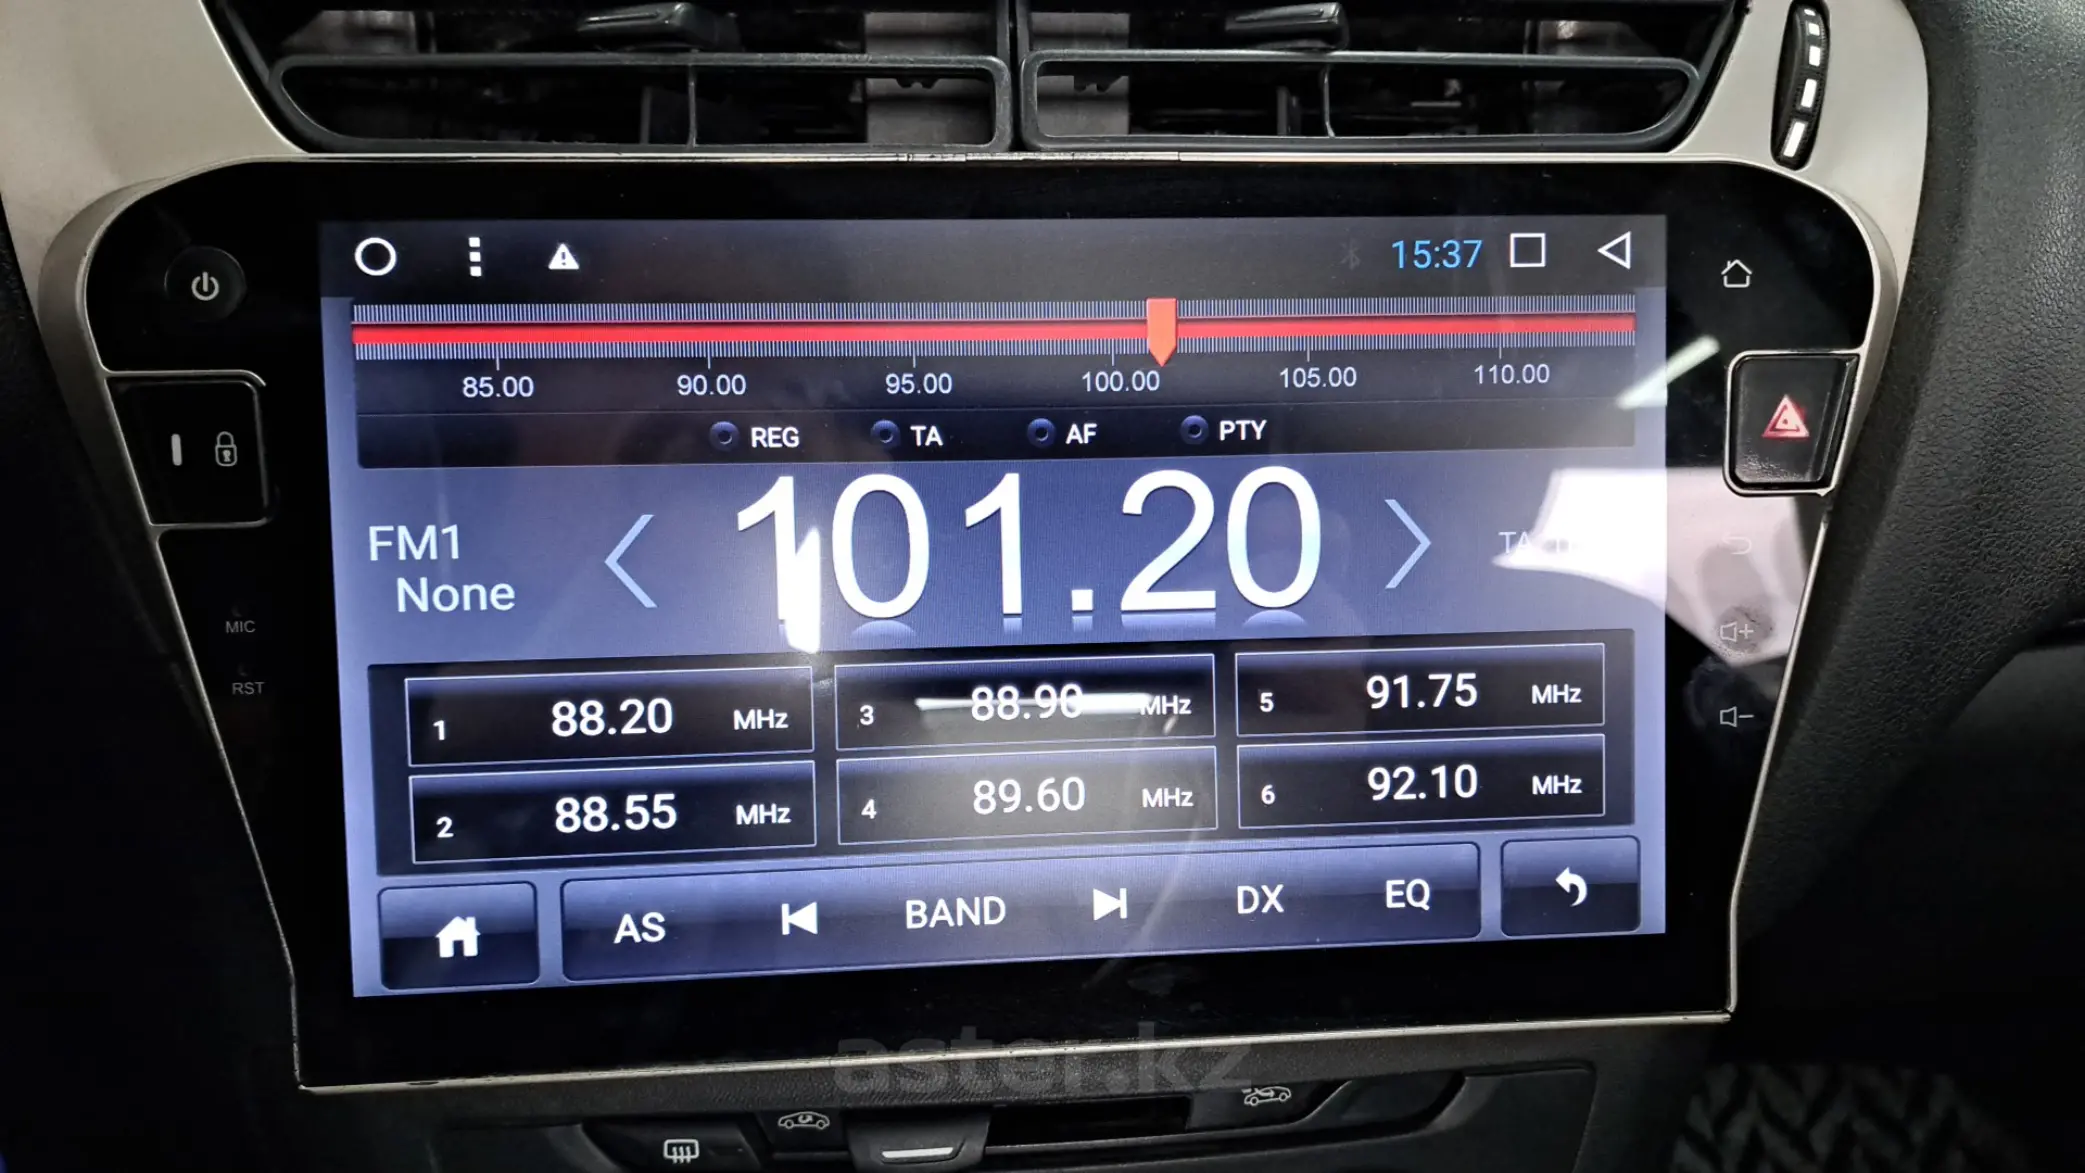 15:37
85.00 90.00 95.00 100.00 105.00 110.00
REG TA AF PTY
FM1
None
101.20
MIC
RST
1 88.20 MHz
3 88.90 MHz
5 91.75 MHz
2 88.55 MHz
4 89.60 MHz
6 92.10 MHz
AS BAND DX EQ
aster.kz